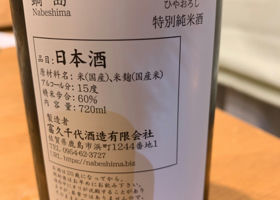 鍋島
Nabeshima
ひやおろし
特別純米酒
品目：日本酒
原材料名：米(国産)、米麹(国産米)
アルコール分：15度
精米歩合：60%
内容量：720ml
製造者
富久千代酒造有限会社
佐賀県鹿島市浜町1244番地1
TEL: 0954-62-3727
URL: https://nabeshima.biz